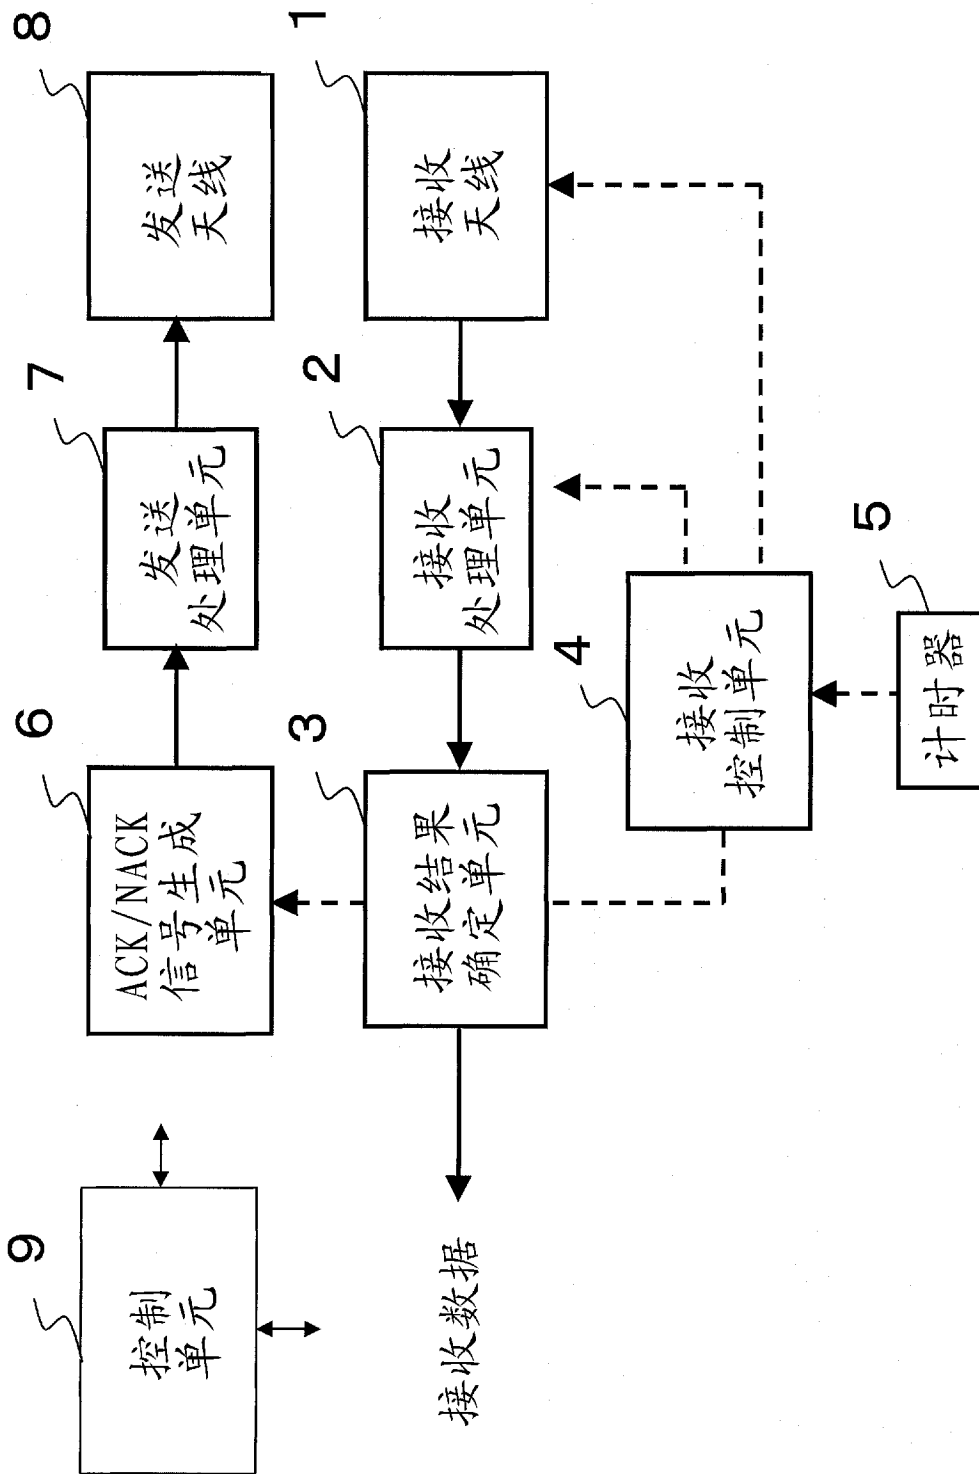 9
控制
单元
6
ACK/NACK
信号生成
单元
7
发送
处理单元
8
发送
天线
接收数据
3
接收结果
确定单元
2
接收
处理单元
1
接收
天线
4
接收
控制单元
5
计时器